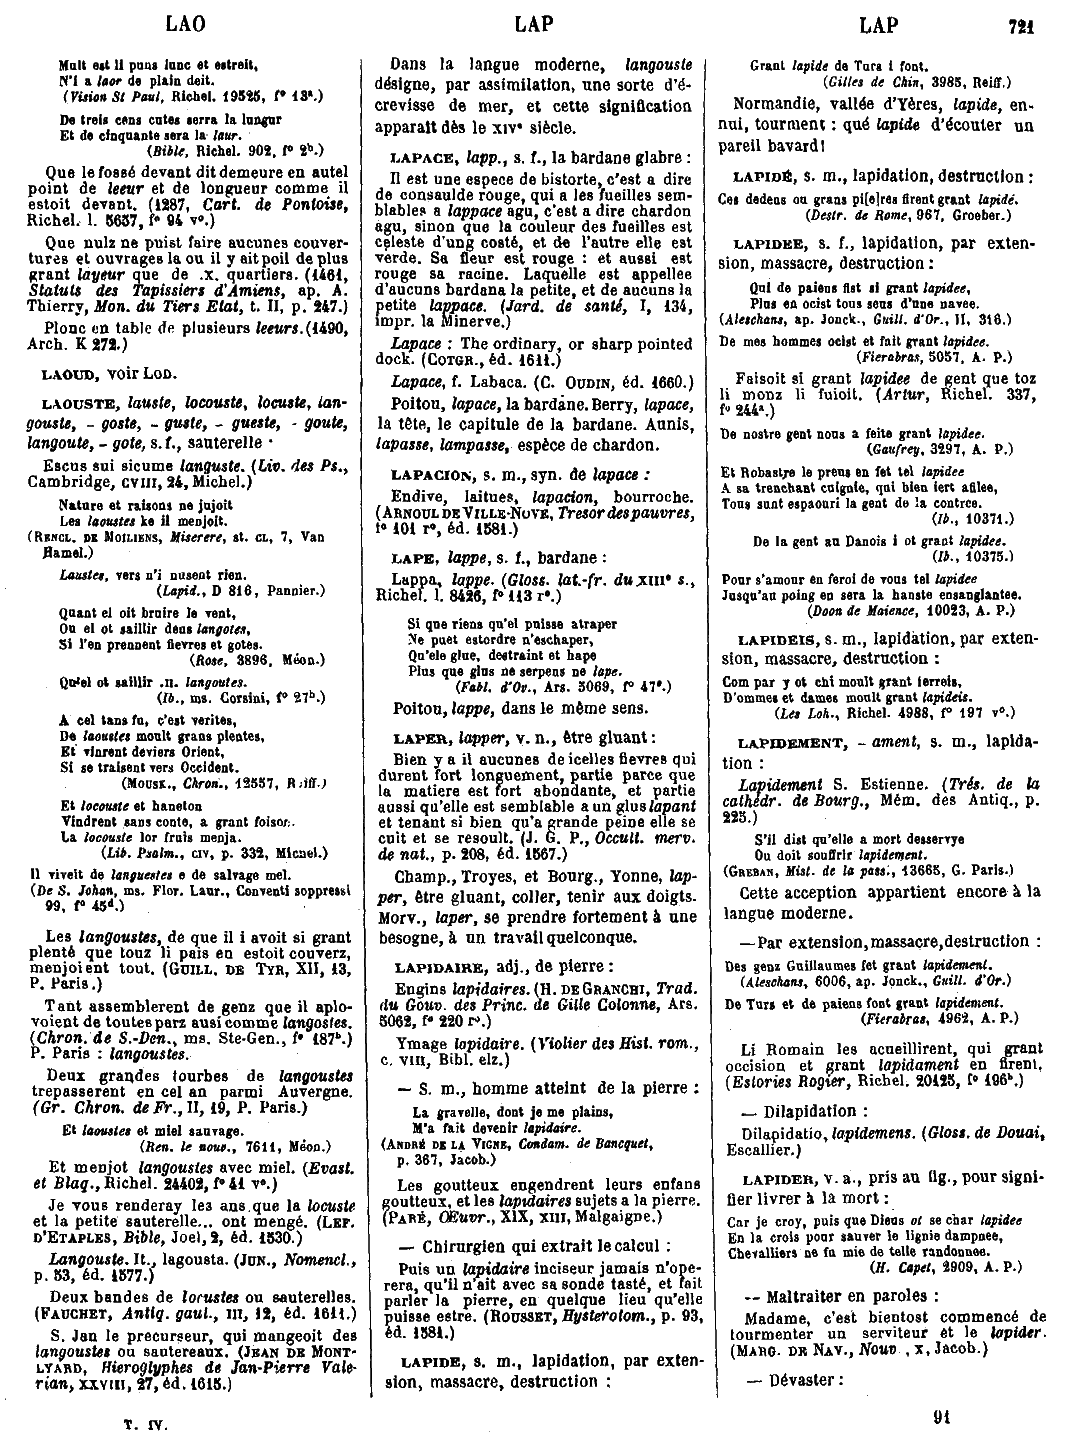 LAO
LAP
LAP
721
Mult est li puns lunc et estreit,
N'i a laor de plain deit.
(Vision St Paul, Richel. 19525, f° 13ª.)
De treis cens cutes serra la lungur
Et de cinquante sera la laur.
(Bible, Richel. 902, f° 2ᵇ.)
Que le fossé devant dit demeure en autel
point de leeur et de longueur comme il
estoit devant. (1287, Cart. de Pontoise,
Richel. l. 5657, f° 94 v°.)
Que nulz ne puist faire aucunes couver-
tures et ouvrages la ou il y ait poil de plus
grant layeur que de .x. quartiers. (1461,
Statuts des Tapissiers d'Amiens, ap. A.
Thierry, Mon. du Tiers Etat, t. II, p. 247.)
Plonc en table de plusieurs leeurs. (1490,
Arch. K 272.)
LAOUD, voir LOD.
LAOUSTE, lauste, locouste, locuste, lan-
gouste, - goste, - guste, - gueste, - goute,
langoute, - gote, s. f., sauterelle :
Escus sui sicume languste. (Liv. des Ps.,
Cambridge, CVIII, 24, Michel.)
Nature et raisons ne jujoit
Les laoustes ke il menjoit.
(RENCL. DE MOILIENS, Miserere, st. CL, 7, Van
Hamel.)
Laustes, vers n'i nusent rien.
(Lapid., D 816, Pannier.)
Quant el oit bruire le vent,
Ou el ot saillir deus langotes,
Si l'en prennent fievres et gotes.
(Rose, 3896, Méon.)
Qu'el ot saillir .II. langoutes.
(Ib., ms. Corsini, f° 27ᵇ.)
A cel tans fu, c'est verites,
De laoustes moult grans plentes,
Et vinrent deviers Orient,
Si se traisent vers Occident.
(MOUSK., Chron., 12557, Reiff.)
Et locouste et haneton
Vindrent sans conte, a grant foison.
La locouste lor fruis menja.
(Lib. Psalm., CIV, p. 332, Michel.)
Il viveit de languestes e de salvage mel.
(De S. Johan, ms. Flor. Laur., Conventi soppressi
99, f° 45ᵈ.)
Les langoustes, de que il i avoit si grant
plenté que touz li païs en estoit couverz,
menjoient tout. (GUILL. DE TYR, XII, 13,
P. Paris.)
Tant assemblerent de genz que il aplo-
voient de toutes parz ausi comme langostes.
(Chron. de S.-Den., ms. Ste-Gen., f° 187ᵇ.)
P. Paris : langoustes.
Deux grandes tourbes de langoustes
trepasserent en cel an parmi Auvergne.
(Gr. Chron. de Fr., II, 19, P. Paris.)
Et laoustes et miel sauvage.
(Ren. le nouv., 7611, Méon.)
Et menjot langoustes avec miel. (Evast.
et Blaq., Richel. 24402, f° 41 v°.)
Je vous renderay les ans que la locuste
et la petite sauterelle... ont mengé. (LEF.
D'ETAPLES, Bible, Joel, 2, éd. 1530.)
Langouste. It., lagousta. (JUN., Nomencl.,
p. 53, éd. 1577.)
Deux bandes de locustes ou sauterelles.
(FAUCHET, Antiq. gaul., III, 12, éd. 1611.)
S. Jan le precurseur, qui mangeoit des
langoustes ou sautereaux. (JEAN DE MONT-
LYARD, Hieroglyphes de Jan-Pierre Vale-
rian, XXVIII, 27, éd. 1615.)
T. IV.
Dans la langue moderne, langouste
désigne, par assimilation, une sorte d'é-
crevisse de mer, et cette signification
apparaît dès le XIVᵉ siècle.
LAPACE, lapp., s. f., la bardane glabre :
Il est une espece de bistorte, c'est a dire
de consaulde rouge, qui a les fueilles sem-
blables a lappace agu, c'est a dire chardon
agu, sinon que la couleur des fueilles est
celeste d'ung costé, et de l'autre elle est
verde. Sa fleur est rouge : et aussi est
rouge sa racine. Laquelle est appellee
d'aucuns bardana la petite, et de aucuns la
petite lappace. (Jard. de santé, I, 134,
impr. la Minerve.)
Lapace : The ordinary, or sharp pointed
dock. (COTGR., éd. 1611.)
Lapace, f. Labaca. (C. OUDIN, éd. 1660.)
Poitou, lapace, la bardane. Berry, lapace,
la tête, le capitule de la bardane. Aunis,
lapasse, lampasse, espèce de chardon.
LAPACION, s. m., syn. de lapace :
Endive, laitues, lapacion, bourroche.
(ARNOUL DE VILLE-NOVE, Tresor des pauvres,
f° 101 r°, éd. 1581.)
LAPE, lappe, s. f., bardane :
Lappa, lappe. (Gloss. lat.-fr. du XIIIᵉ s.,
Richel. l. 8426, f° 113 r°.)
Si que riens qu'el puisse atraper
Ne puet estordre n'eschaper,
Qu'ele glue, destraint et hape
Plus que glus ne serpens ne lape.
(Fabl. d'Ov., Ars. 5069, f° 47ª.)
Poitou, lappe, dans le même sens.
LAPER, lapper, v. n., être gluant :
Bien y a il aucunes de icelles fievres qui
durent fort longuement, partie parce que
la matiere est fort abondante, et partie
aussi qu'elle est semblable a un glus lapant
et tenant si bien qu'a grande peine elle se
cuit et se resoult. (J. G. P., Occult. merv.
de nat., p. 208, éd. 1567.)
Champ., Troyes, et Bourg., Yonne, lap-
per, être gluant, coller, tenir aux doigts.
Morv., laper, se prendre fortement à une
besogne, à un travail quelconque.
LAPIDAIRE, adj., de pierre :
Engins lapidaires. (H. DE GRANCHI, Trad.
du Gouv. des Princ. de Gille Colonne, Ars.
5062, f° 220 r°.)
Ymage lapidaire. (Violier des Hist. rom.,
c. VIII, Bibl. elz.)
— S. m., homme atteint de la pierre :
La gravelle, dont je me plains,
M'a fait devenir lapidaire.
(ANDRÉ DE LA VIGNE, Condam. de Bancquet,
p. 367, Jacob.)
Les goutteux engendrent leurs enfans
goutteux, et les lapidaires sujets a la pierre.
(PARÉ, Œuvr., XIX, XIII, Malgaigne.)
— Chirurgien qui extrait le calcul :
Puis un lapidaire inciseur jamais n'ope-
rera, qu'il n'ait avec sa sonde tasté, et fait
parler la pierre, en quelque lieu qu'elle
puisse estre. (ROUSSET, Hysterotom., p. 93,
éd. 1581.)
LAPIDE, s. m., lapidation, par exten-
sion, massacre, destruction :
Grant lapide de Turs i font.
(Gilles de Chin, 3985, Reiff.)
Normandie, vallée d'Yères, lapide, en-
nui, tourment : qué lapide d'écouter un
pareil bavard!
LAPIDÉ, s. m., lapidation, destruction :
Ces dedens ou grans pi[e]res firent grant lapidé.
(Destr. de Rome, 967, Groeber.)
LAPIDEE, s. f., lapidation, par exten-
sion, massacre, destruction :
Qui de paiens fist si grant lapidee,
Plus en ocist tous seus d'une navee.
(Aleschans, ap. Jonck., Guill. d'Or., II, 316.)
De mes hommes ocist et fait grant lapidee.
(Fierabras, 5057, A. P.)
Faisoit si grant lapidee de gent que toz
li monz li fuioit. (Artur, Richel. 337,
f° 244ª.)
De nostre gent nous a feite grant lapidee.
(Gaufrey, 3297, A. P.)
Et Robastre le preus en fet tel lapidee
A sa trenchant cuignie, qui bien iert afilee,
Tous sunt espaouri la gent de la contree.
(Ib., 10371.)
De la gent au Danois i ot grant lapidee.
(Ib., 10375.)
Pour s'amour en feroi de vous tel lapidee
Jusqu'au poing en sera la hanste ensanglantee.
(Doon de Maience, 10023, A. P.)
LAPIDEIS, s. m., lapidation, par exten-
sion, massacre, destruction :
Com par y ot chi moult grant ferreis,
D'ommes et dames moult grant lapideis.
(Les Loh., Richel. 4988, f° 197 v°.)
LAPIDEMENT, - ament, s. m., lapida-
tion :
Lapidement S. Estienne. (Trés. de la
cathédr. de Bourg., Mém. des Antiq., p.
225.)
S'il dist qu'elle a mort desservye
Ou doit souffrir lapidement.
(GREBAN, Mist. de la pass., 13665, G. Paris.)
Cette acception appartient encore à la
langue moderne.
— Par extension, massacre, destruction :
Des genz Guillaumes fet grant lapidement.
(Aleschans, 6006, ap. Jonck., Guill. d'Or.)
De Turs et de paiens font grant lapidement.
(Fierabras, 4962, A. P.)
Li Romain les acueillirent, qui grant
occision et grant lapidament en firent.
(Estories Rogier, Richel. 20125, f° 196ᵇ.)
— Dilapidation :
Dilapidatio, lapidemens. (Gloss. de Douai,
Escallier.)
LAPIDER, v. a., pris au fig., pour signi-
fier livrer à la mort :
Car je croy, puis que Dieus ot se char lapidee
En la crois pour sauver le lignie dampnee,
Chevalliers ne fu mie de telle randonnee.
(H. Capet, 2909, A. P.)
— Maltraiter en paroles :
Madame, c'est bientost commencé de
tourmenter un serviteur et le lapider.
(MARG. DE NAV., Nouv., X, Jacob.)
— Dévaster :
91